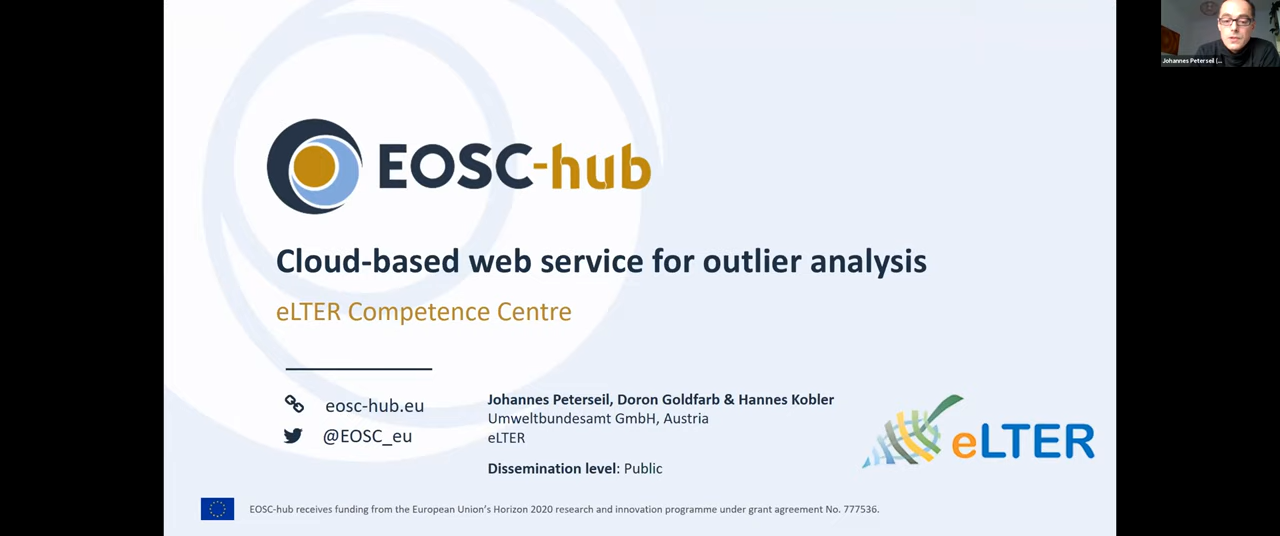 Johannes Peterseil (...
EOSC-hub
Cloud-based web service for outlier analysis
eLTER Competence Centre
eosc-hub.eu
@EOSC_eu
Johannes Peterseil, Doron Goldfarb & Hannes Kobler
Umweltbundesamt GmbH, Austria
eLTER
Dissemination level: Public
eLTER
EOSC-hub receives funding from the European Union's Horizon 2020 research and innovation programme under grant agreement No. 777536.